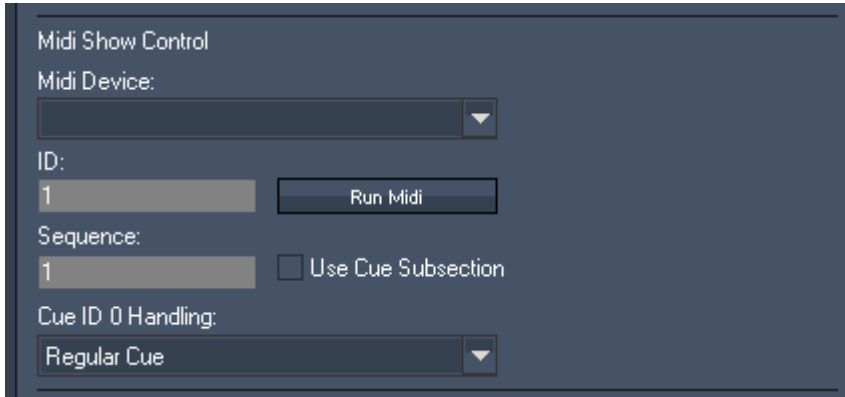 Midi Show Control
Midi Device:
ID:
1 Run Midi
Sequence:
1 Use Cue Subsection
Cue ID 0 Handling:
Regular Cue